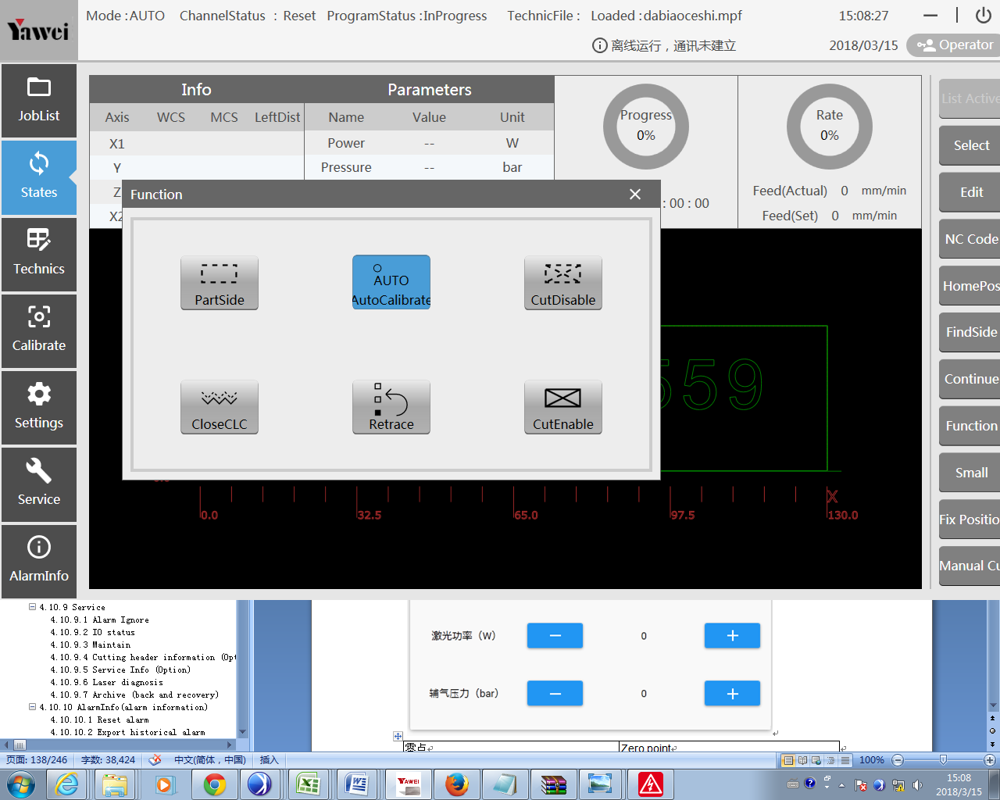 Yawei
Mode :AUTO ChannelStatus : Reset ProgramStatus :InProgress TechnicFile : Loaded :dabiaoceshi.mpf 15:08:27
离线运行，通讯未建立 2018/03/15 Operator
JobList
States
Technics
Calibrate
Settings
Service
AlarmInfo
Info Parameters
Axis WCS MCS LeftDist Name Value Unit
X1 Power -- W
Y Pressure -- bar
Z
X2
Progress
0%
: 00 : 00
Rate
0%
Feed(Actual) 0 mm/min
Feed(Set) 0 mm/min
Function
PartSide
AUTO
AutoCalibrate
CutDisable
CloseCLC
Retrace
CutEnable
559
X
0.0 32.5 65.0 97.5 130.0
List Active
Select
Edit
NC Code
HomePos
FindSide
Continue
Function
Small
Fix Positio
Manual Cu
4.10.9 Service
4.10.9.1 Alarm Ignore
4.10.9.2 IO status
4.10.9.3 Maintain
4.10.9.4 Cutting header information (Opt
4.10.9.5 Service Info (Option)
4.10.9.6 Laser diagnosis
4.10.9.7 Archive (back and recovery)
4.10.10 AlarmInfo(alarm information)
4.10.10.1 Reset alarm
4.10.10.2 Export historical alarm
激光功率（W） － 0 ＋
辅气压力（bar） － 0 ＋
零点 Zero point
页面: 138/246 字数: 38,424 中文(简体，中国) 插入 100%
YAWEI
15:08
2018/3/15